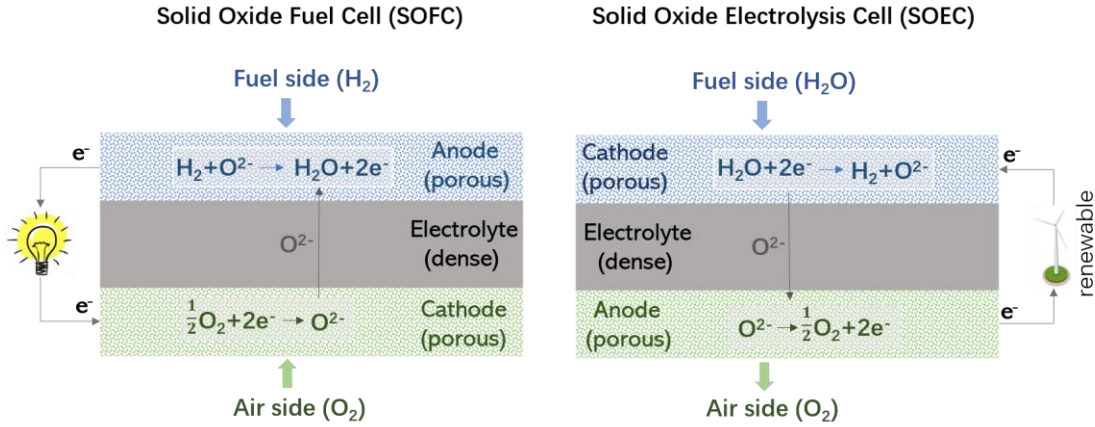 Solid Oxide Fuel Cell (SOFC)
Fuel side (H₂)
e⁻
H₂+O²⁻ → H₂O+2e⁻
Anode
(porous)
O²⁻
Electrolyte
(dense)
e⁻
½O₂+2e⁻ → O²⁻
Cathode
(porous)
Air side (O₂)
Solid Oxide Electrolysis Cell (SOEC)
Fuel side (H₂O)
Cathode
(porous)
H₂O+2e⁻ → H₂+O²⁻
e⁻
Electrolyte
(dense)
O²⁻
renewable
Anode
(porous)
O²⁻ → ½O₂+2e⁻
e⁻
Air side (O₂)